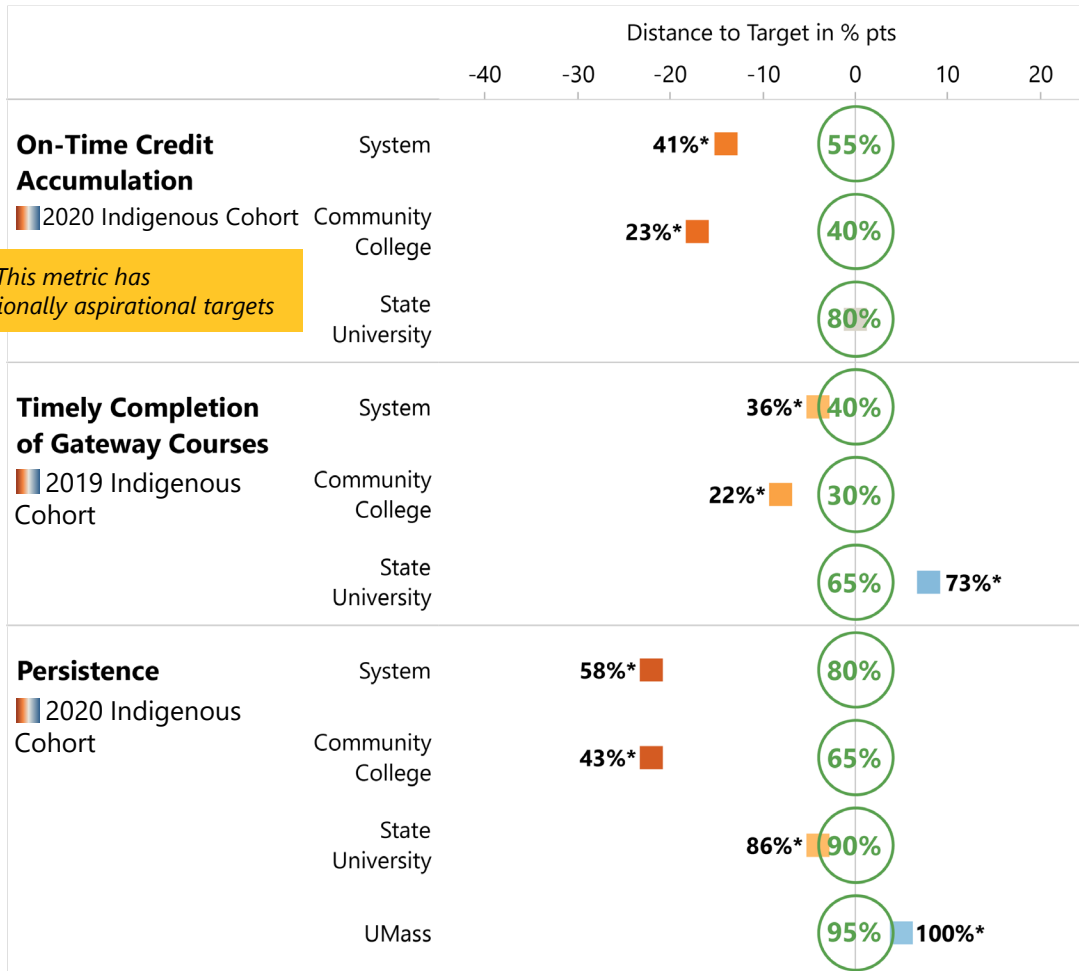 Distance to Target in % pts
-40 -30 -20 -10 0 10 20
On-Time Credit
Accumulation
2020 Indigenous Cohort
This metric has
ionally aspirational targets
System 41%* 55%
Community
College 23%* 40%
State
University 80%
Timely Completion
of Gateway Courses
2019 Indigenous
Cohort
System 36%* 40%
Community
College 22%* 30%
State
University 65% 73%*
Persistence
2020 Indigenous
Cohort
System 58%* 80%
Community
College 43%* 65%
State
University 86%* 90%
UMass 95% 100%*